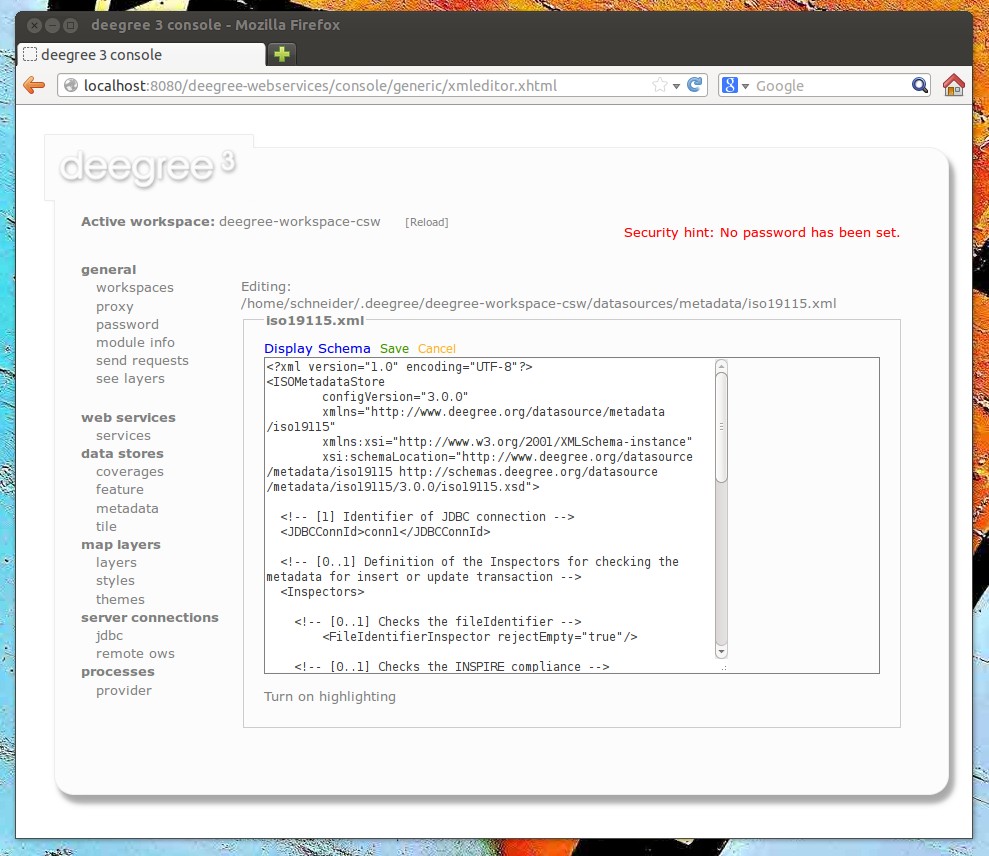 deegree 3 console - Mozilla Firefox
deegree 3 console
localhost:8080/deegree-webservices/console/generic/xmleditor.xhtml
Google
deegree 3
Active workspace: deegree-workspace-csw [Reload]
Security hint: No password has been set.
general
workspaces
proxy
password
module info
send requests
see layers
web services
services
data stores
coverages
feature
metadata
tile
map layers
layers
styles
themes
server connections
jdbc
remote ows
processes
provider
Editing:
/home/schneider/.deegree/deegree-workspace-csw/datasources/metadata/iso19115.xml
iso19115.xml
Display Schema Save Cancel
<?xml version="1.0" encoding="UTF-8"?>
<ISOMetadataStore
configVersion="3.0.0"
xmlns="http://www.deegree.org/datasource/metadata
/iso19115"
xmlns:xsi="http://www.w3.org/2001/XMLSchema-instance"
xsi:schemaLocation="http://www.deegree.org/datasource
/metadata/iso19115 http://schemas.deegree.org/datasource
/metadata/iso19115/3.0.0/iso19115.xsd">
<!-- [1] Identifier of JDBC connection -->
<JDBCConnId>conn1</JDBCConnId>
<!-- [0..1] Definition of the Inspectors for checking the
metadata for insert or update transaction -->
<Inspectors>
<!-- [0..1] Checks the fileIdentifier -->
<FileIdentifierInspector rejectEmpty="true"/>
<!-- [0..1] Checks the INSPIRE compliance -->
Turn on highlighting